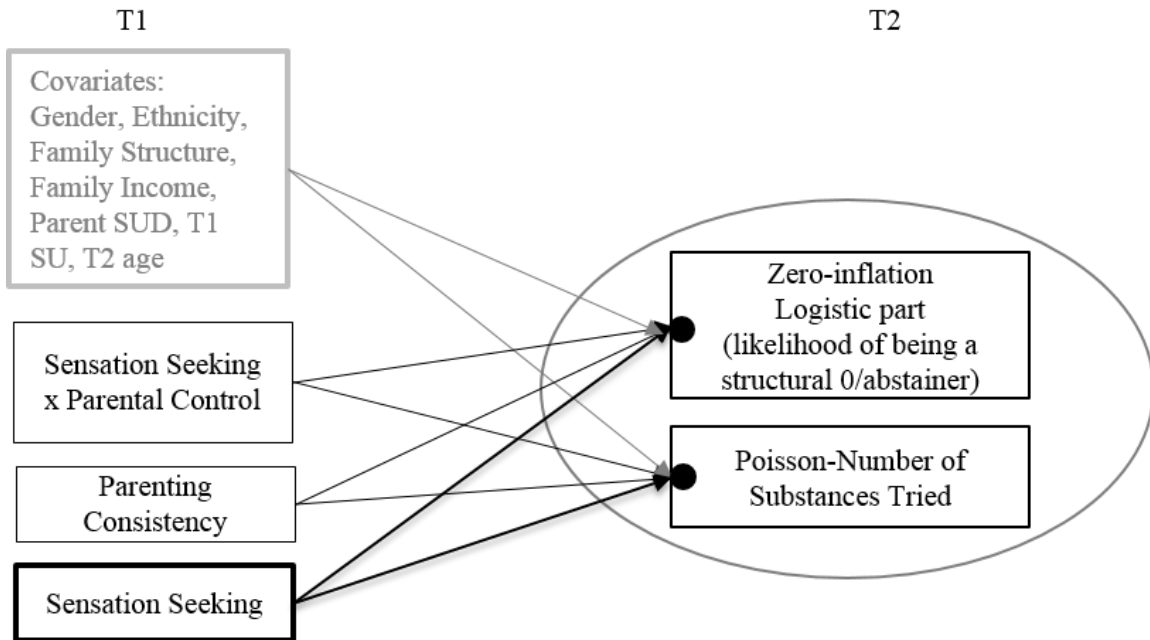 T1
T2
Covariates:
Gender, Ethnicity,
Family Structure,
Family Income,
Parent SUD, T1
SU, T2 age
Sensation Seeking
x Parental Control
Parenting
Consistency
Sensation Seeking
Zero-inflation
Logistic part
(likelihood of being a
structural 0/abstainer)
Poisson-Number of
Substances Tried